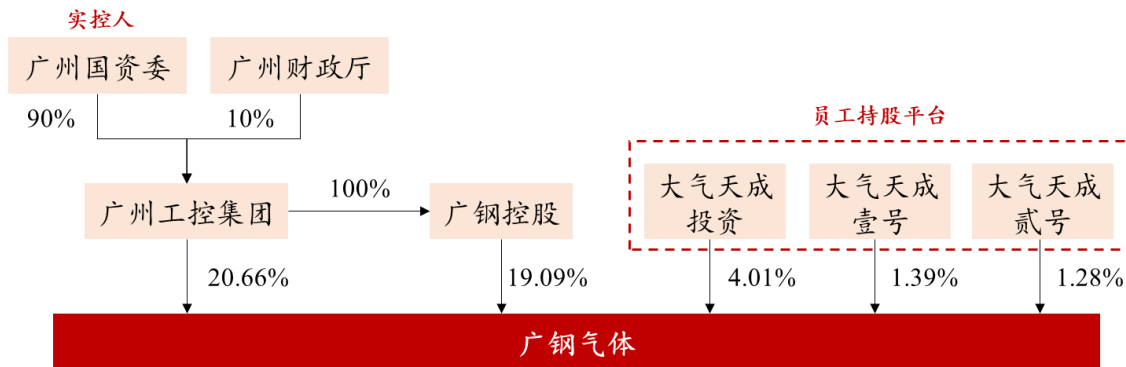 实控人
广州国资委
广州财政厅
90%
10%
员工持股平台
广州工控集团
100%
广钢控股
大气天成
投资
大气天成
壹号
大气天成
贰号
20.66%
19.09%
4.01%
1.39%
1.28%
广钢气体